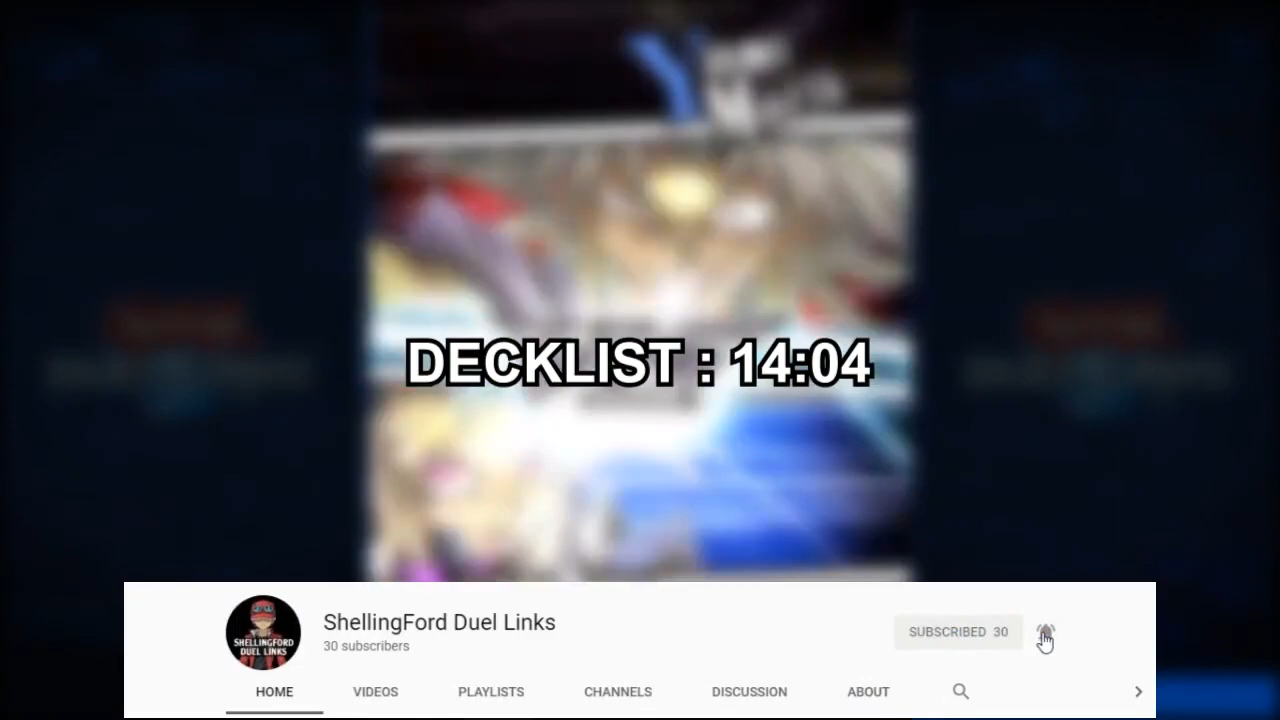 DECKLIST : 14:04
SHELLINGFORD
DUEL LINKS
ShellingFord Duel Links
30 subscribers
SUBSCRIBED 30
HOME VIDEOS PLAYLISTS CHANNELS DISCUSSION ABOUT